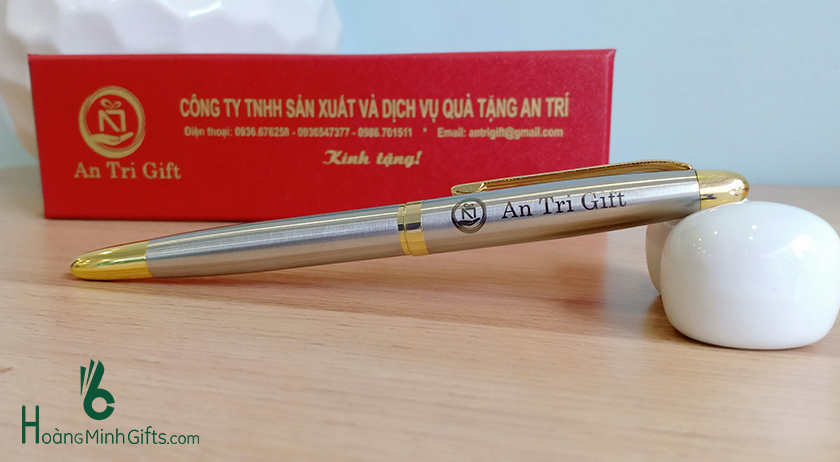 CÔNG TY TNHH SẢN XUẤT VÀ DỊCH VỤ QUÀ TẶNG AN TRÍ
Điện thoại: 0936.676258 - 0936547377 - 0986.701511 * Email: antrigift@gmail.com
Kính tặng!
An Tri Gift
An Tri Gift
HoàngMinhGifts.com